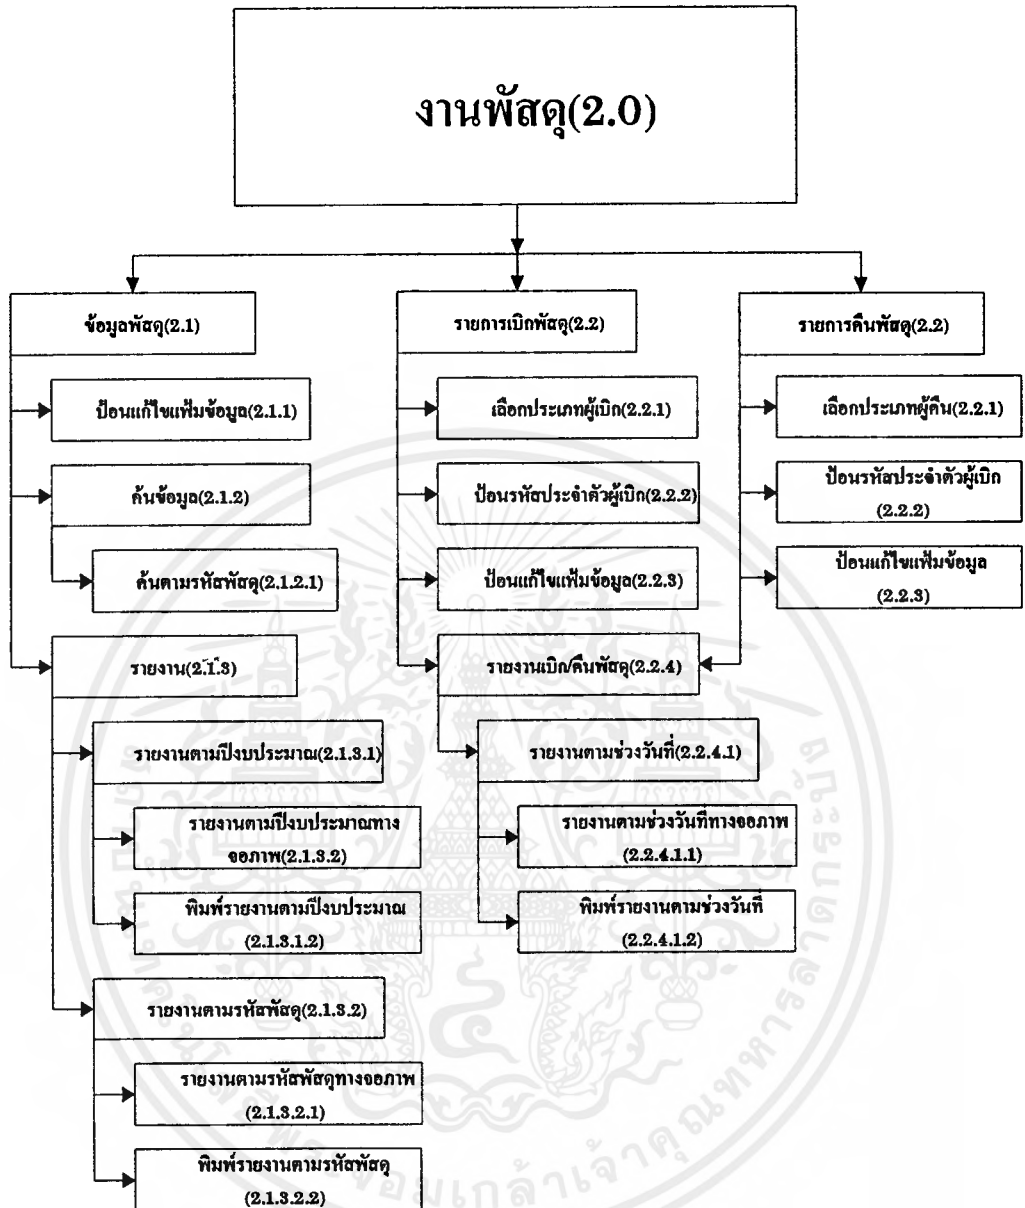 งานพัสดุ(2.0)
ข้อมูลพัสดุ(2.1)
ป้อนแก้ไขแฟ้มข้อมูล(2.1.1)
ค้นข้อมูล(2.1.2)
ค้นตามรหัสพัสดุ(2.1.2.1)
รายงาน(2.1.3)
รายงานตามปีงบประมาณ(2.1.3.1)
รายงานตามปีงบประมาณทาง
จอภาพ(2.1.3.2)
พิมพ์รายงานตามปีงบประมาณ
(2.1.3.1.2)
รายงานตามรหัสพัสดุ(2.1.3.2)
รายงานตามรหัสพัสดุทางจอภาพ
(2.1.3.2.1)
พิมพ์รายงานตามรหัสพัสดุ
(2.1.3.2.2)
รายการเบิกพัสดุ(2.2)
เลือกประเภทผู้เบิก(2.2.1)
ป้อนรหัสประจำตัวผู้เบิก(2.2.2)
ป้อนแก้ไขแฟ้มข้อมูล(2.2.3)
รายงานเบิก/คืนพัสดุ(2.2.4)
รายงานตามช่วงวันที่(2.2.4.1)
รายงานตามช่วงวันที่ทางจอภาพ
(2.2.4.1.1)
พิมพ์รายงานตามช่วงวันที่
(2.2.4.1.2)
รายการคืนพัสดุ(2.2)
เลือกประเภทผู้คืน(2.2.1)
ป้อนรหัสประจำตัวผู้เบิก
(2.2.2)
ป้อนแก้ไขแฟ้มข้อมูล
(2.2.3)